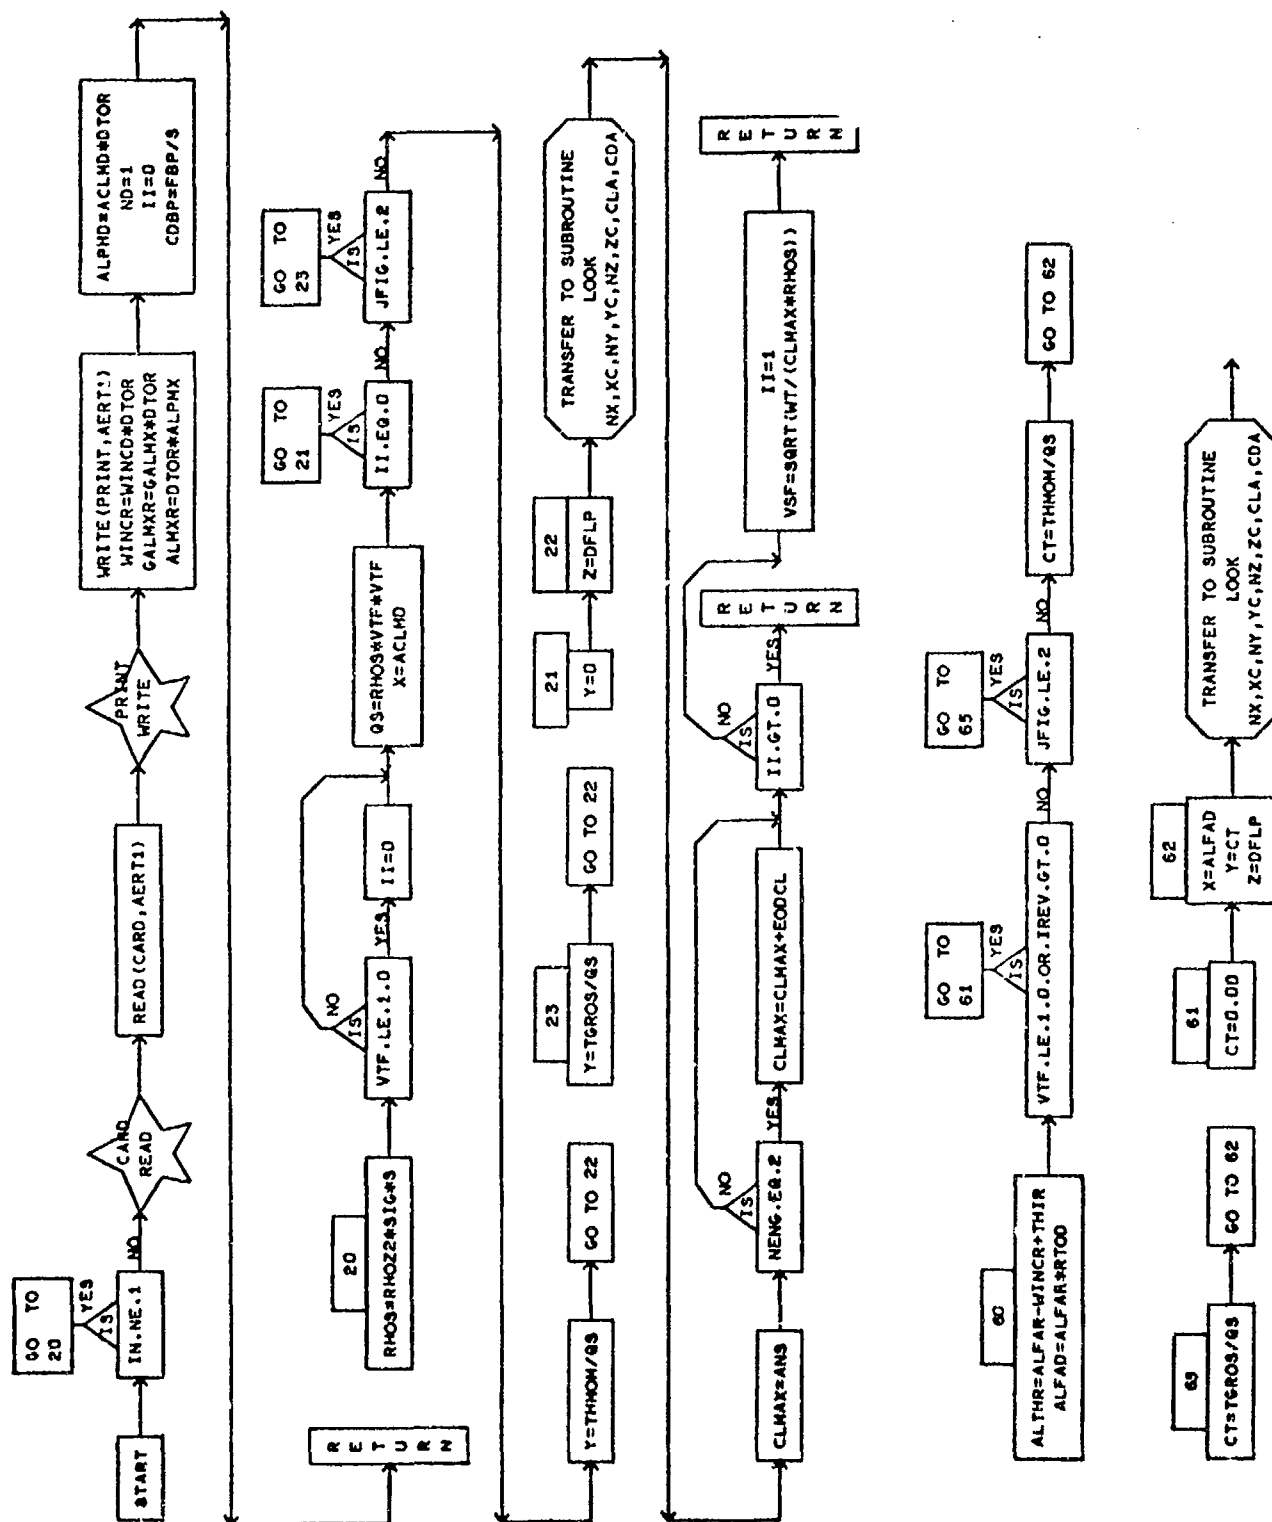 START
GO TO
20
YES
IS
IN.NE.1
NO
CARD
READ
READ(CARD,AERT1)
PRINT
WRITE
WRITE(PRINT,AERT1)
WINCR=WINCD*DTOR
GALMXR=GALMX*DTOR
ALMXR=DTOR*ALPMX
ALPHD=ACLMD*DTOR
ND=1
II=0
CDBP=FBP/S
RETURN
20
RHOS=RHOZ2*SIG*S
NO
IS
VTF.LE.1.0
YES
II=0
QS=RHOS*VTF*VTF
X=ACLMD
GO TO
21
YES
IS
II.EQ.0
NO
GO TO
23
YES
IS
JFIG.LE.2
NO
Y=THMOM/QS
GO TO 22
23
Y=TGROS/QS
GO TO 22
21
Y=0
22
Z=DFLP
TRANSFER TO SUBROUTINE
LOOK
NX,XC,NY,YC,NZ,ZC,CLA,CDA
CLMAX=ANS
NO
IS
NENG.EQ.2
YES
CLMAX=CLMAX+EODCL
NO
IS
II.GT.0
YES
RETURN
II=1
VSF=SQRT(WT/(CLMAX*RHOS))
RETURN
60
ALTHR=ALFAR-WINCR+THIR
ALFAD=ALFAR*RTOD
GO TO
61
YES
IS
VTF.LE.1.0.OR.IREV.GT.0
NO
GO TO
65
YES
IS
JFIG.LE.2
NO
CT=THMOM/QS
GO TO 62
CT=TGROS/QS
GO TO 62
61
CT=0.00
62
X=ALFAD
Y=CT
Z=DFLP
TRANSFER TO SUBROUTINE
LOOK
NX,XC,NY,YC,NZ,ZC,CLA,CDA